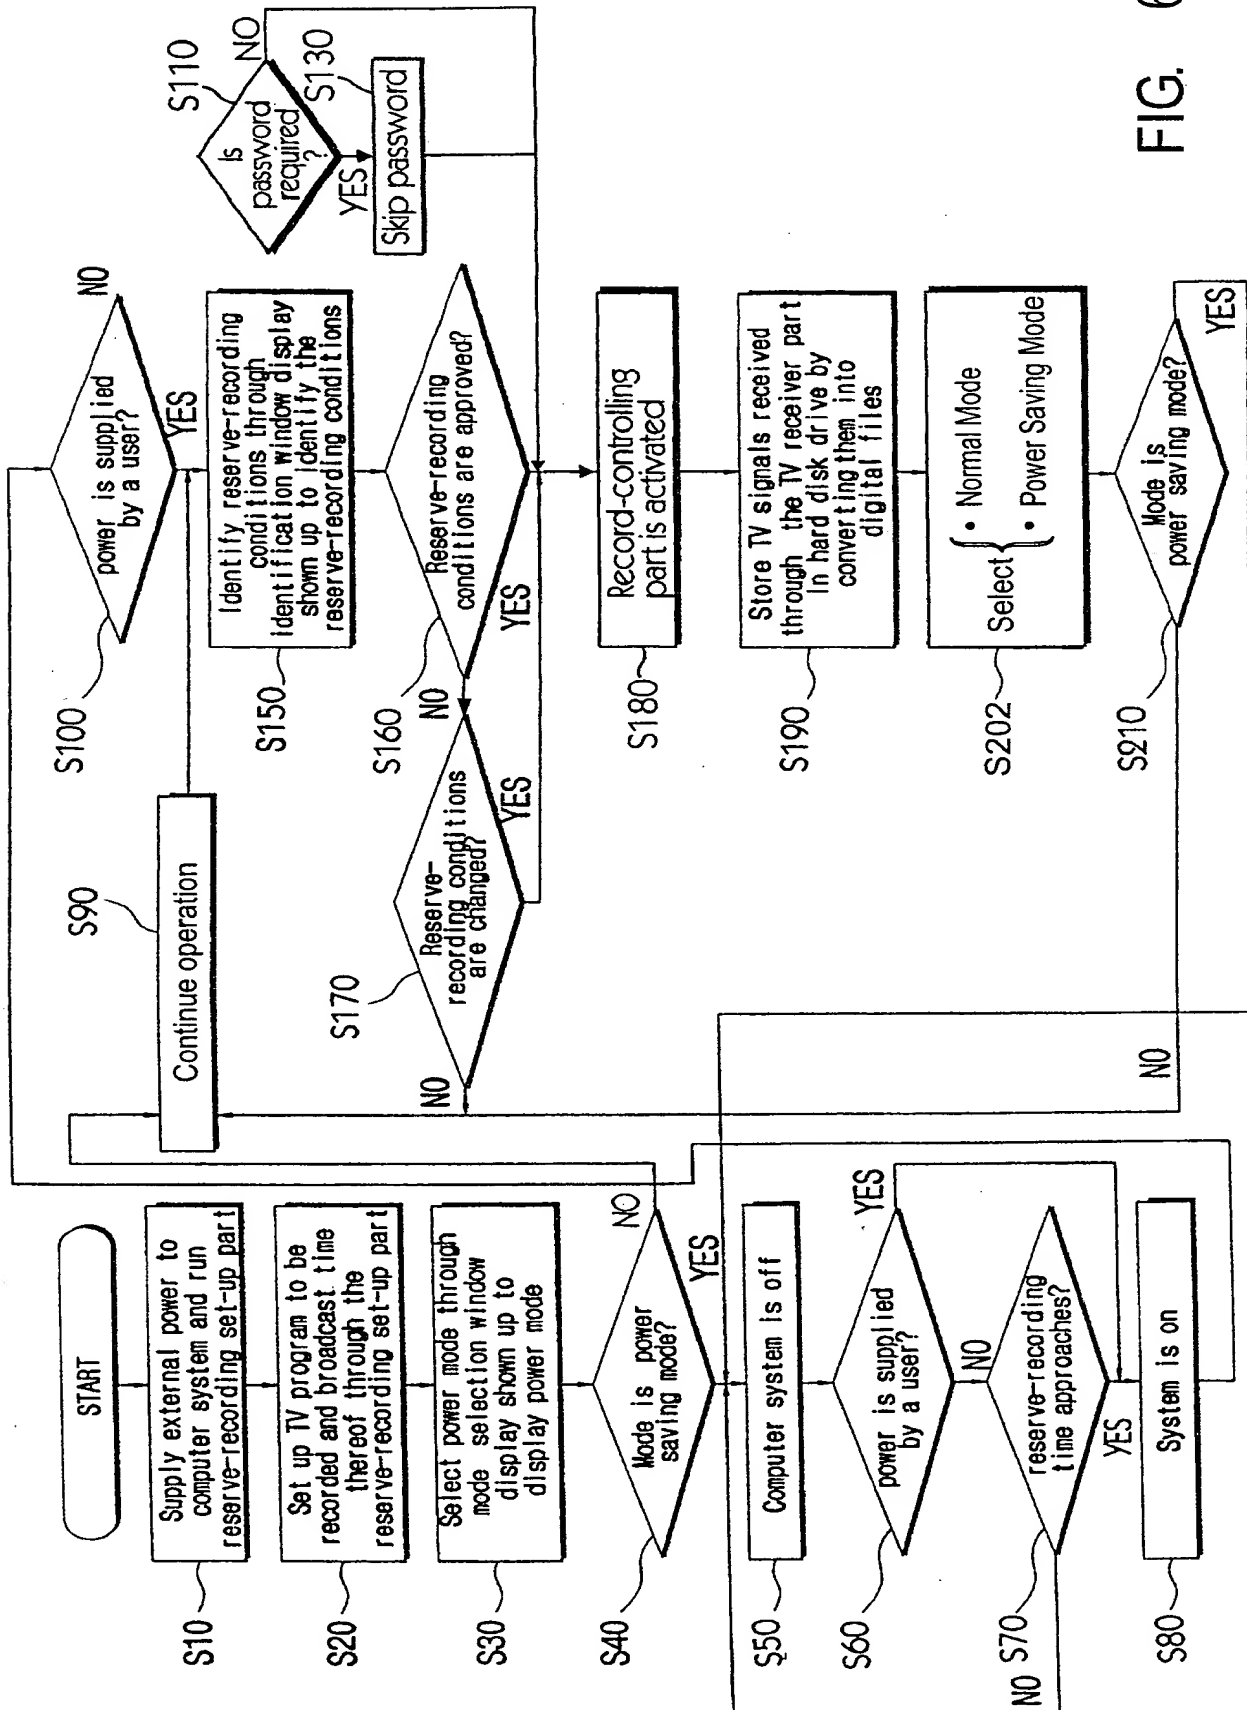 START
S10
Supply external power to
computer system and run
reserve-recording set-up part
S20
Set up TV program to be
recorded and broadcast time
thereof through the
reserve-recording set-up part
S30
Select power mode through
mode selection window
display shown up to
display power mode
S40
Mode is power
saving mode?
NO
YES
S50
Computer system is off
S60
power is supplied
by a user?
YES
NO
S70
reserve-recording
time approaches?
NO
YES
S80
System is on
S90
Continue operation
S100
power is supplied
by a user?
NO
YES
S110
Is
password
required
?
NO
YES
S130
Skip password
S150
Identify reserve-recording
conditions through
identification window display
shown up to identify the
reserve-recording conditions
S160
Reserve-recording
conditions are approved?
NO
YES
S170
Reserve-
recording conditions
are changed?
NO
YES
S180
Record-controlling
part is activated
S190
Store TV signals received
through the TV receiver part
In hard disk drive by
converting them into
digital files
S202
Select { • Normal Mode
• Power Saving Mode
S210
Mode is
power saving mode?
NO
YES
FIG. 6